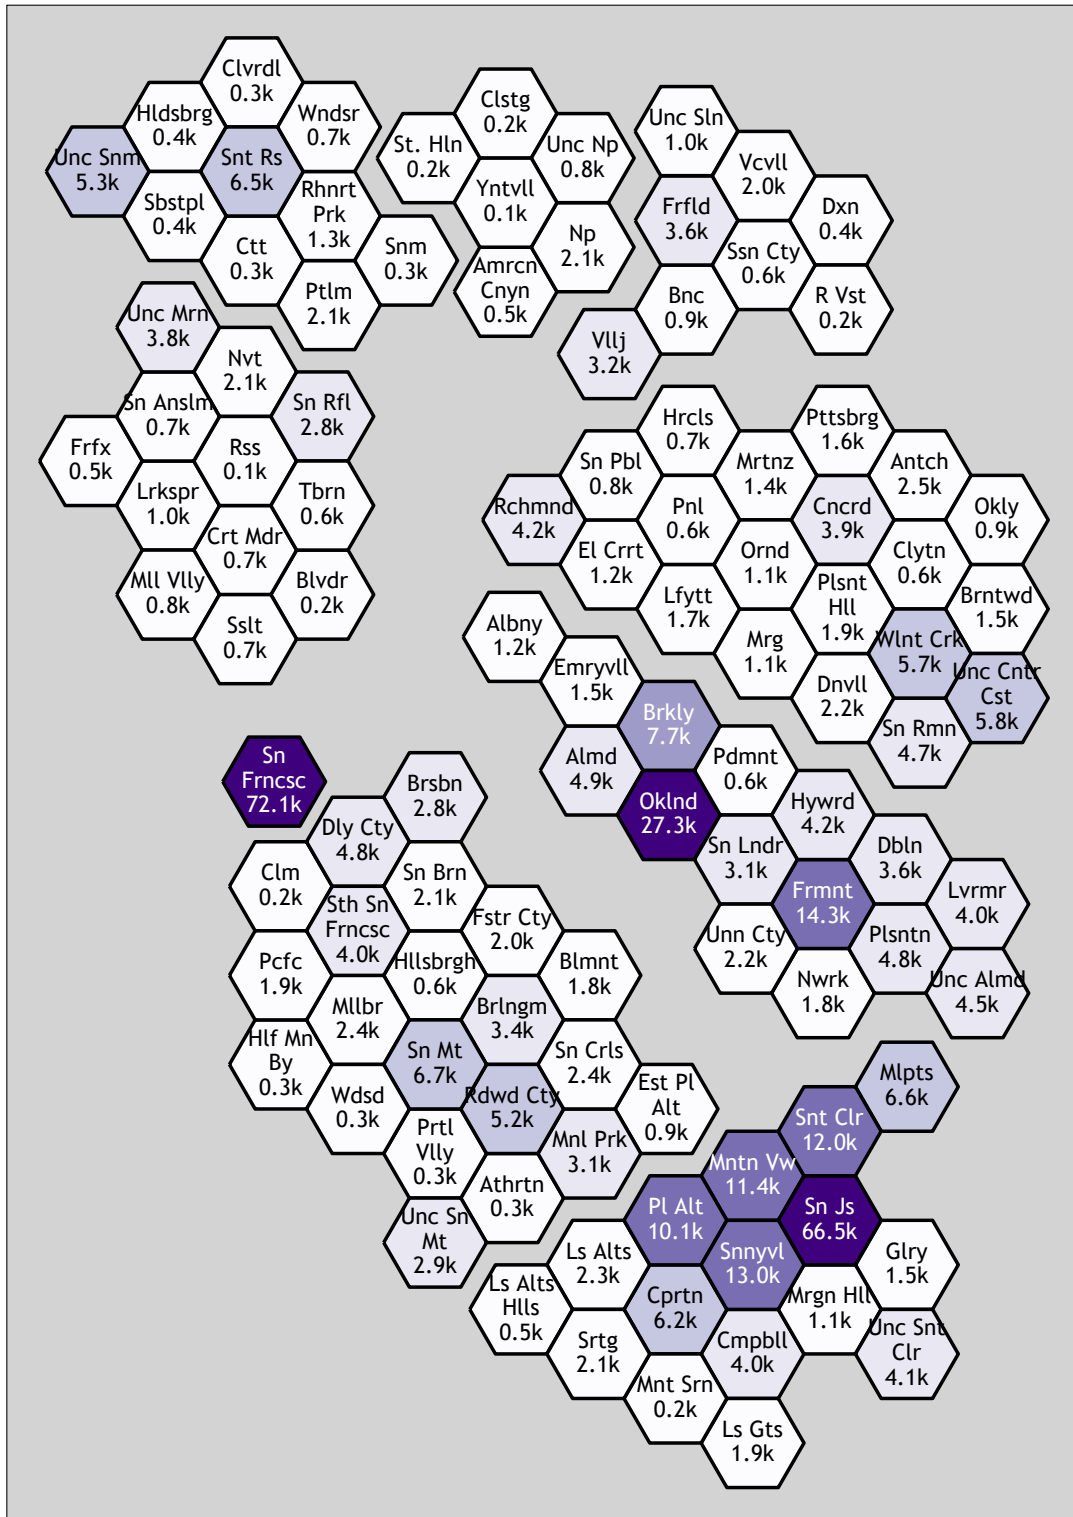 Clvrdl
0.3k
Hldsbrg
0.4k
Wndsr
0.7k
Unc Snm
5.3k
Snt Rs
6.5k
Sbstpl
0.4k
Rhnrt
Prk
1.3k
Ctt
0.3k
Snm
0.3k
Ptlm
2.1k
Clstg
0.2k
St. Hln
0.2k
Unc Np
0.8k
Yntvll
0.1k
Np
2.1k
Amrcn
Cnyn
0.5k
Unc Sln
1.0k
Vcvll
2.0k
Frfld
3.6k
Dxn
0.4k
Ssn Cty
0.6k
Bnc
0.9k
R Vst
0.2k
Vllj
3.2k
Unc Mrn
3.8k
Nvt
2.1k
Sn Anslm
0.7k
Sn Rfl
2.8k
Frfx
0.5k
Rss
0.1k
Lrkspr
1.0k
Tbrn
0.6k
Crt Mdr
0.7k
Mll Vlly
0.8k
Blvdr
0.2k
Sslt
0.7k
Hrcls
0.7k
Pttsbrg
1.6k
Sn Pbl
0.8k
Mrtnz
1.4k
Antch
2.5k
Rchmnd
4.2k
Pnl
0.6k
Cncrd
3.9k
Okly
0.9k
El Crrt
1.2k
Ornd
1.1k
Clytn
0.6k
Lfytt
1.7k
Plsnt
Hll
1.9k
Brntwd
1.5k
Mrg
1.1k
Wlnt Crk
5.7k
Dnvll
2.2k
Unc Cntr
Cst
5.8k
Sn Rmn
4.7k
Albny
1.2k
Emryvll
1.5k
Brkly
7.7k
Almd
4.9k
Pdmnt
0.6k
Oklnd
27.3k
Hywrd
4.2k
Sn Lndr
3.1k
Dbln
3.6k
Frmnt
14.3k
Lvrmr
4.0k
Unn Cty
2.2k
Plsntn
4.8k
Nwrk
1.8k
Unc Almd
4.5k
Sn
Frncsc
72.1k
Brsbn
2.8k
Dly Cty
4.8k
Clm
0.2k
Sn Brn
2.1k
Sth Sn
Frncsc
4.0k
Fstr Cty
2.0k
Pcfc
1.9k
Hllsbrgh
0.6k
Blmnt
1.8k
Mllbr
2.4k
Brlngm
3.4k
Hlf Mn
By
0.3k
Sn Mt
6.7k
Sn Crls
2.4k
Wdsd
0.3k
Rdwd Cty
5.2k
Est Pl
Alt
0.9k
Prtl
Vlly
0.3k
Mnl Prk
3.1k
Athrtn
0.3k
Unc Sn
Mt
2.9k
Mlpts
6.6k
Snt Clr
12.0k
Mntn Vw
11.4k
Pl Alt
10.1k
Sn Js
66.5k
Ls Alts
2.3k
Snnyvl
13.0k
Glry
1.5k
Ls Alts
Hlls
0.5k
Cprtn
6.2k
Mrgn Hll
1.1k
Srtg
2.1k
Cmpbll
4.0k
Unc Snt
Clr
4.1k
Mnt Srn
0.2k
Ls Gts
1.9k